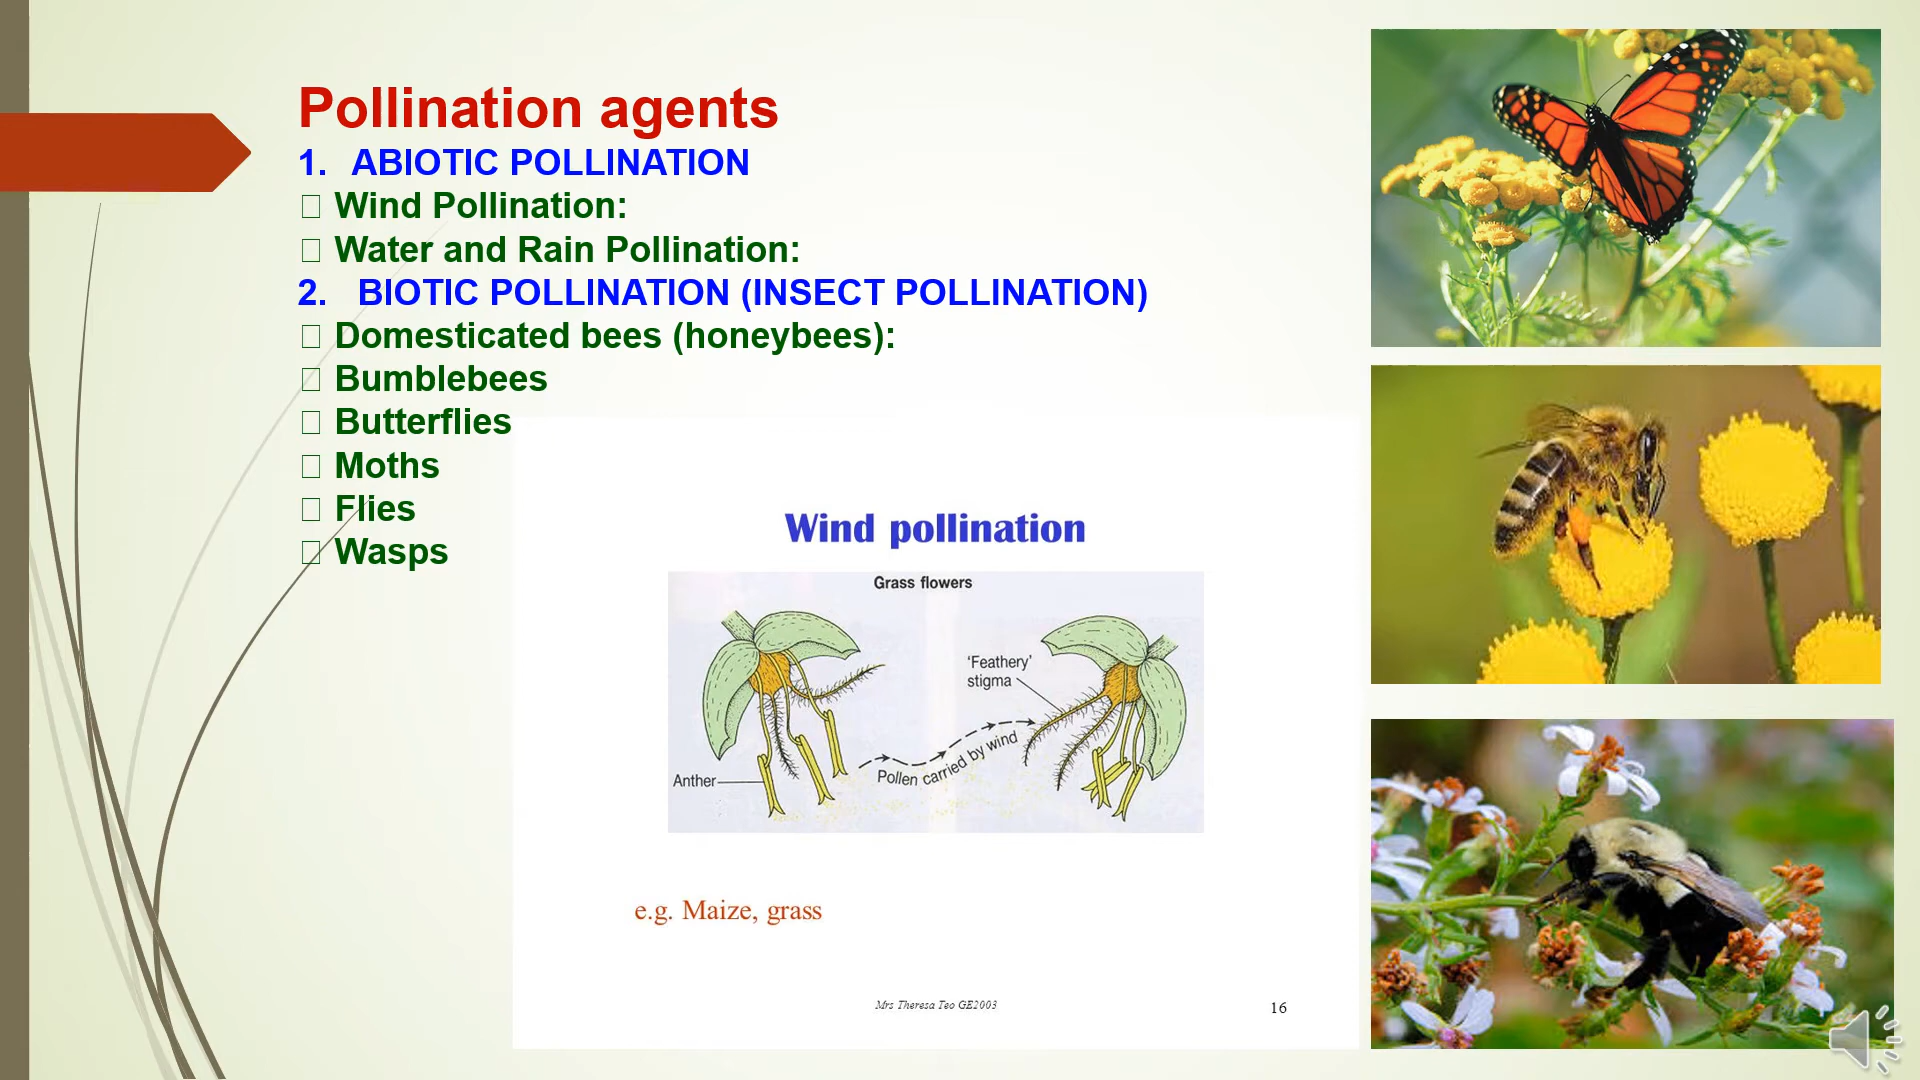 Pollination agents
1. ABIOTIC POLLINATION
Wind Pollination:
Water and Rain Pollination:
2. BIOTIC POLLINATION (INSECT POLLINATION)
Domesticated bees (honeybees):
Bumblebees
Butterflies
Moths
Flies
Wasps
Wind pollination
Grass flowers
'Feathery'
stigma
Pollen carried by wind
Anther
e.g. Maize, grass
Mrs Theresa Teo GE2003
16